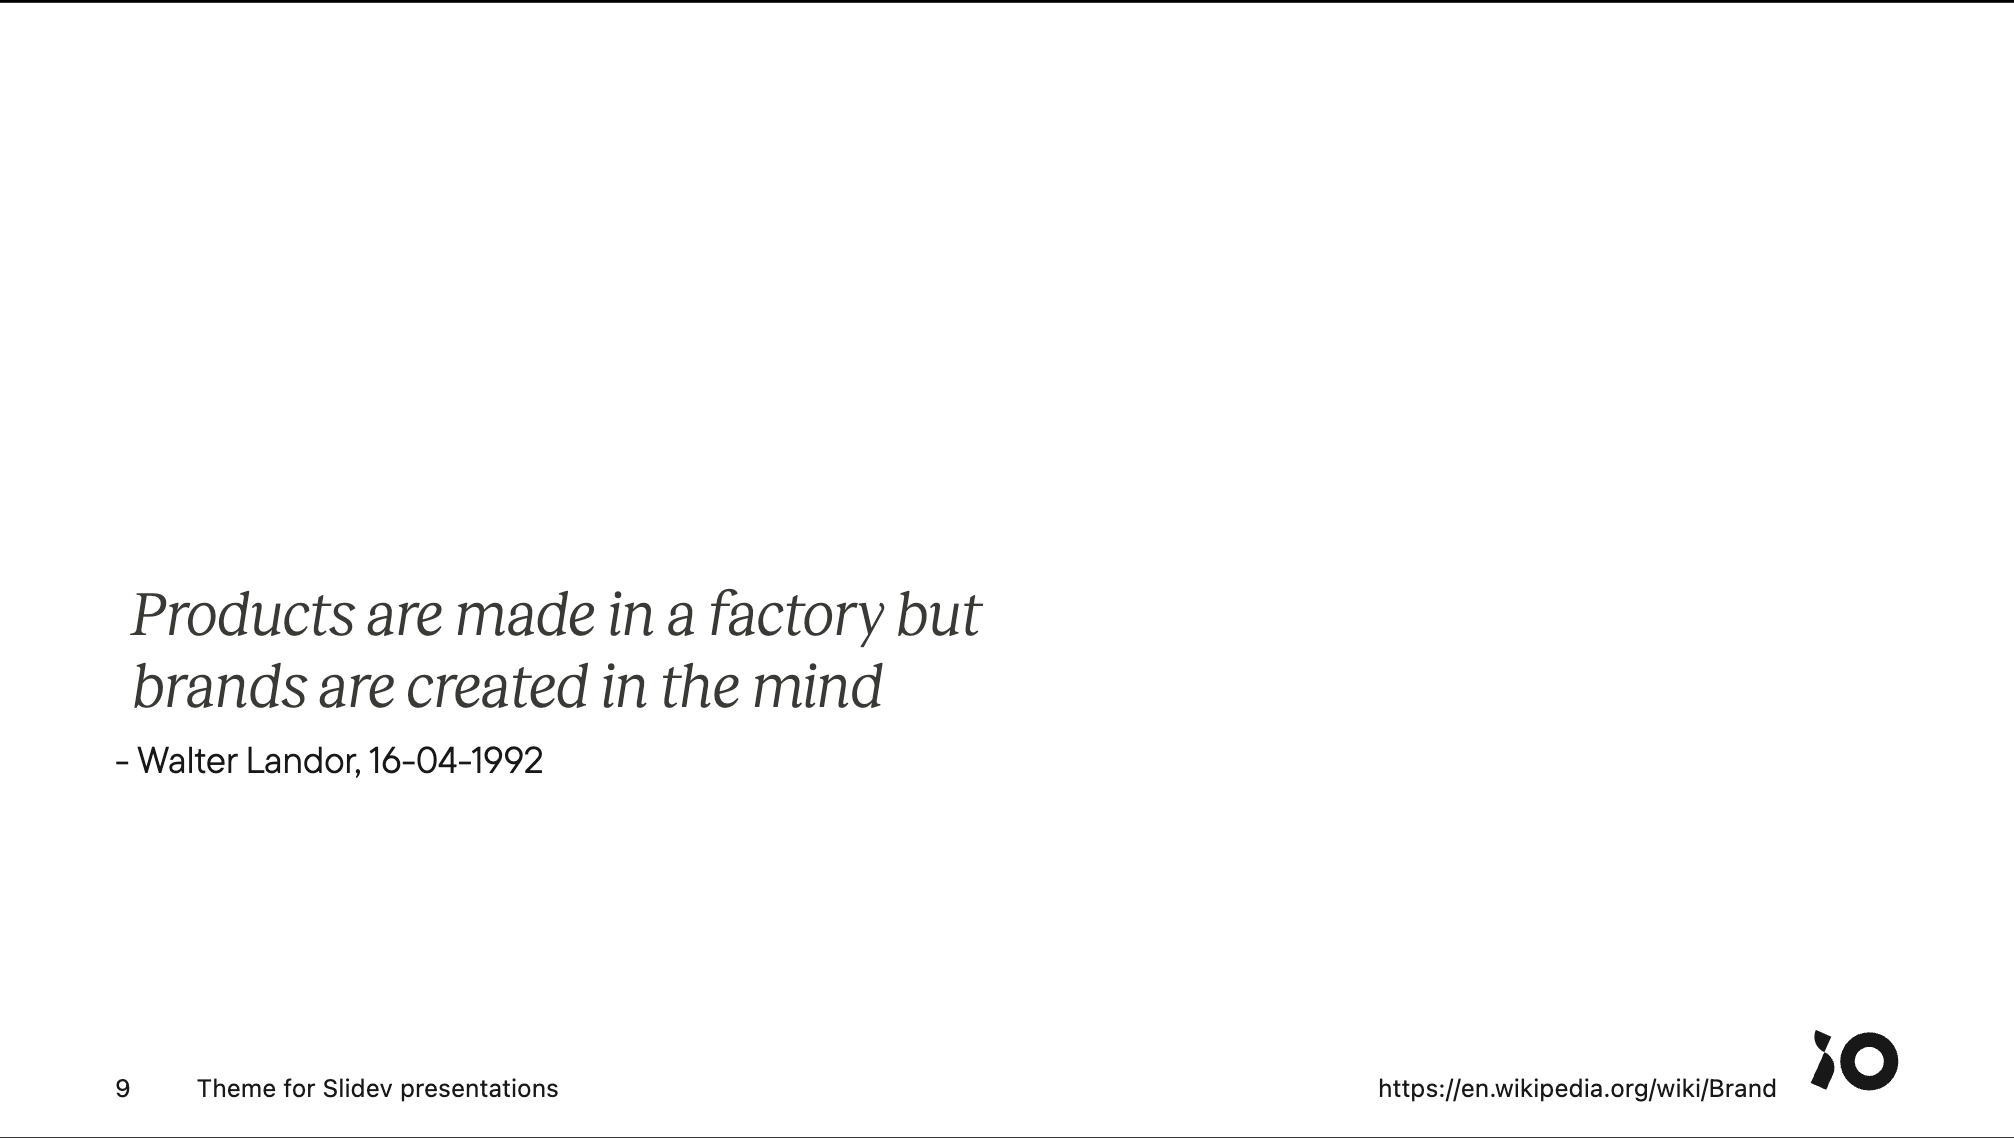 Products are made in a factory but
brands are created in the mind
- Walter Landor, 16-04-1992
9 Theme for Slidev presentations
https://en.wikipedia.org/wiki/Brand
iO